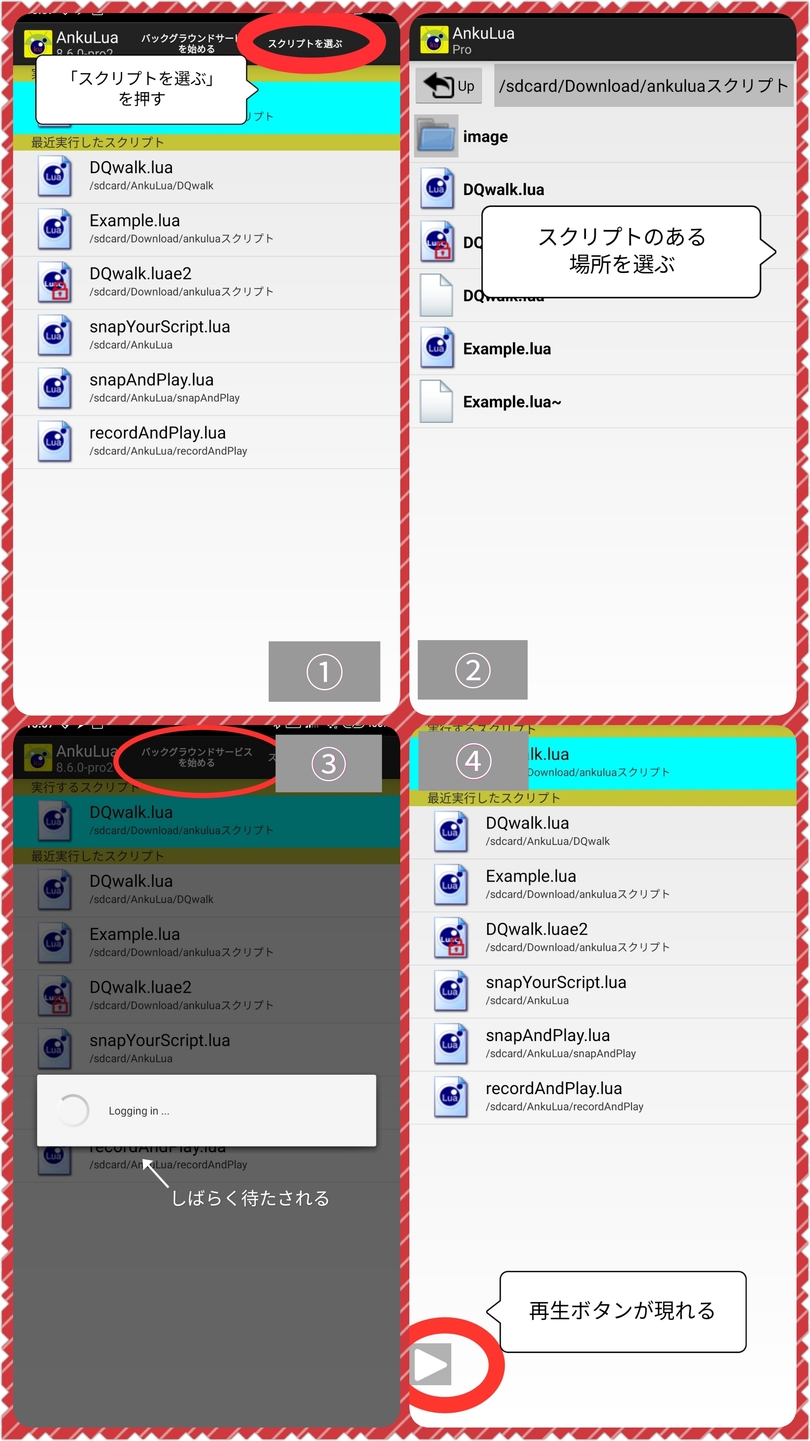 AnkuLua
8.6.0-pro2
バックグラウンドサービ
を始める
スクリプトを選ぶ
「スクリプトを選ぶ」
を押す
プト
最近実行したスクリプト
DQwalk.lua
/sdcard/AnkuLua/DQwalk
Example.lua
/sdcard/Download/ankuluaスクリプト
DQwalk.luae2
/sdcard/Download/ankuluaスクリプト
snapYourScript.lua
/sdcard/AnkuLua
snapAndPlay.lua
/sdcard/AnkuLua/snapAndPlay
recordAndPlay.lua
/sdcard/AnkuLua/recordAndPlay
①
AnkuLua
Pro
Up
/sdcard/Download/ankuluaスクリプト
image
DQwalk.lua
DQ
スクリプトのある
場所を選ぶ
DQwalk.lua
Example.lua
Example.lua~
②
AnkuLua
8.6.0-pro2
バックグラウンドサービス
を始める
ス
③
実行するスクリプト
DQwalk.lua
/sdcard/Download/ankuluaスクリプト
最近実行したスクリプト
DQwalk.lua
/sdcard/AnkuLua/DQwalk
Example.lua
/sdcard/Download/ankuluaスクリプト
DQwalk.luae2
/sdcard/Download/ankuluaスクリプト
snapYourScript.lua
/sdcard/AnkuLua
Logging in ...
recordAndPlay.lua
/sdcard/AnkuLua/recordAndPlay
しばらく待たされる
実行するスクリプト
④
lk.lua
Download/ankuluaスクリプト
最近実行したスクリプト
DQwalk.lua
/sdcard/AnkuLua/DQwalk
Example.lua
/sdcard/Download/ankuluaスクリプト
DQwalk.luae2
/sdcard/Download/ankuluaスクリプト
snapYourScript.lua
/sdcard/AnkuLua
snapAndPlay.lua
/sdcard/AnkuLua/snapAndPlay
recordAndPlay.lua
/sdcard/AnkuLua/recordAndPlay
再生ボタンが現れる